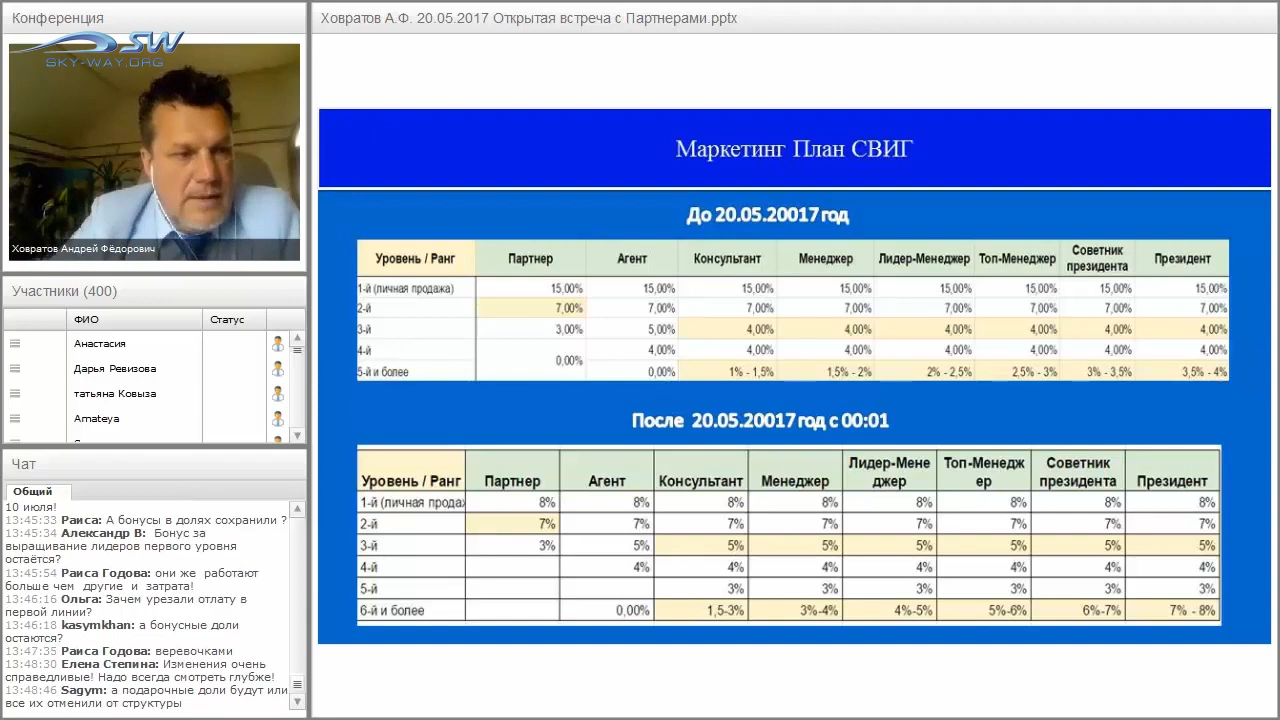 Конференция
SW
SKY-WAY.ORG
Ховратов Андрей Фёдорович
Участники (400)
ФИО Статус
Анастасия
Дарья Ревизова
татьяна Ковыза
Amateya
Чат
Общий
10 июля!
13:45:33 Раиса: А бонусы в долях сохранили ?
13:45:34 Александр В: Бонус за
выращивание лидеров первого уровня
остаётся?
13:45:54 Раиса Годова: они же работают
больше чем другие и затрата!
13:46:16 Ольга: Зачем урезали отлату в
первой линии?
13:46:18 kasymkhan: а бонусные доли
остаются?
13:47:35 Раиса Годова: веревочками
13:48:30 Елена Степина: Изменения очень
справедливые! Надо всегда смотреть глубже!
13:48:46 Sagym: а подарочные доли будут или
все их отменили от структуры
Ховратов А.Ф. 20.05.2017 Открытая встреча с Партнерами.pptx
Маркетинг План СВИГ
До 20.05.20017 год
Уровень / Ранг Партнер Агент Консультант Менеджер Лидер-Менеджер Топ-Менеджер Советник президента Президент
1-й (личная продажа) 15,00% 15,00% 15,00% 15,00% 15,00% 15,00% 15,00% 15,00%
2-й 7,00% 7,00% 7,00% 7,00% 7,00% 7,00% 7,00% 7,00%
3-й 3,00% 5,00% 4,00% 4,00% 4,00% 4,00% 4,00% 4,00%
4-й 0,00% 4,00% 4,00% 4,00% 4,00% 4,00% 4,00% 4,00%
5-й и более 0,00% 1% - 1,5% 1,5% - 2% 2% - 2,5% 2,5% - 3% 3% - 3,5% 3,5% - 4%
После 20.05.20017 год с 00:01
Уровень / Ранг Партнер Агент Консультант Менеджер Лидер-Мене джер Топ-Менедж ер Советник президента Президент
1-й (личная прода 8% 8% 8% 8% 8% 8% 8% 8%
2-й 7% 7% 7% 7% 7% 7% 7% 7%
3-й 3% 5% 5% 5% 5% 5% 5% 5%
4-й 4% 4% 4% 4% 4% 4% 4%
5-й 3% 3% 3% 3% 3% 3%
6-й и более 0,00% 1,5-3% 3%-4% 4%-5% 5%-6% 6%-7% 7% - 8%